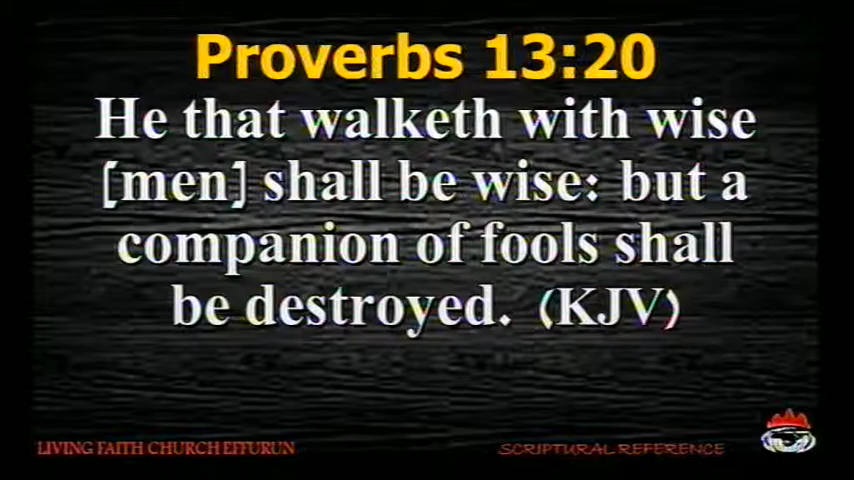 Proverbs 13:20
He that walketh with wise
[men] shall be wise: but a
companion of fools shall
be destroyed. (KJV)
LIVING FAITH CHURCH EFFURUN
SCRIPTURAL REFERENCE